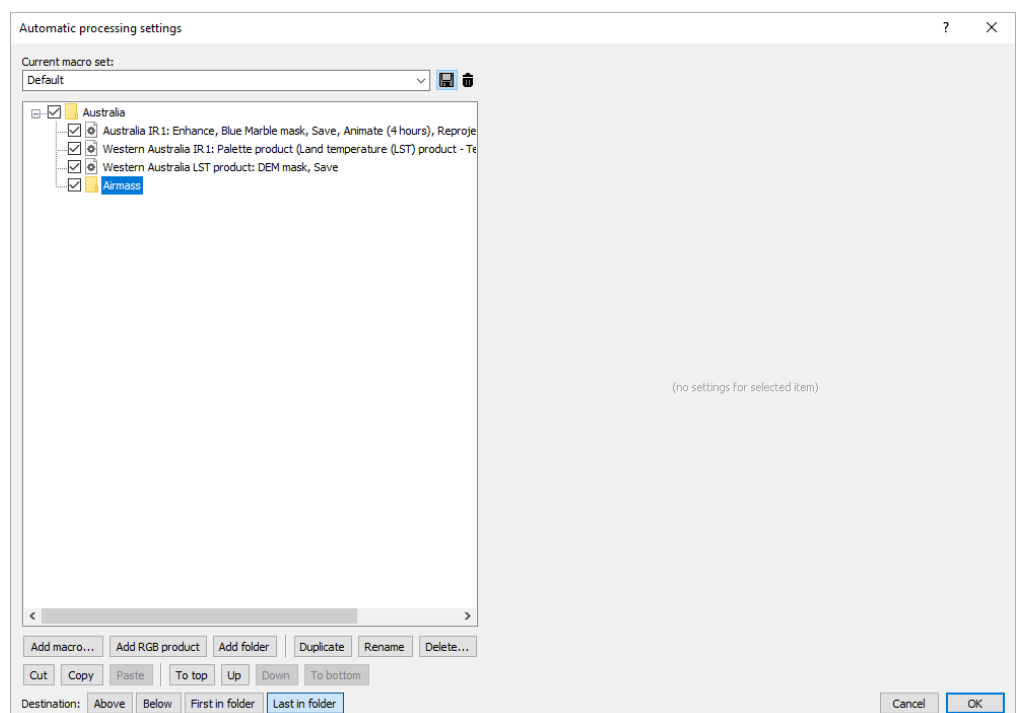 Automatic processing settings
?
Current macro set:
Default
Australia
Australia IR1: Enhance, Blue Marble mask, Save, Animate (4 hours), Reproje
Western Australia IR1: Palette product (Land temperature (LST) product - Te
Western Australia LST product: DEM mask, Save
Airmass
(no settings for selected item)
Add macro... Add RGB product Add folder Duplicate Rename Delete...
Cut Copy Paste To top Up Down To bottom
Destination: Above Below First in folder Last in folder Cancel OK